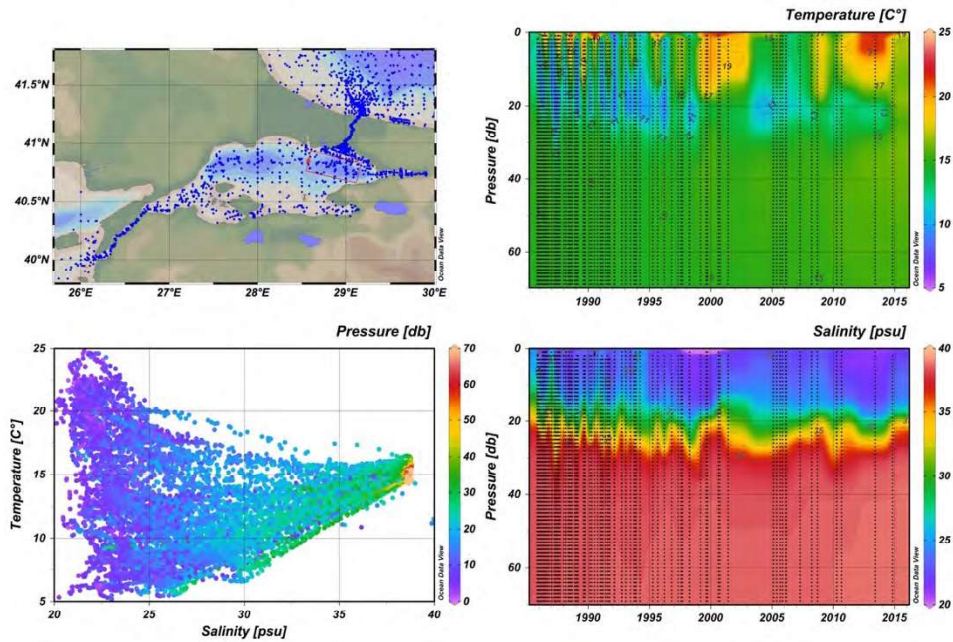 41.5°N
41°N
40.5°N
40°N
26°E 27°E 28°E 29°E 30°E
Ocean Data View
Temperature [C°]
Pressure [db]
0
20
40
60
1990 1995 2000 2005 2010 2015
25
20
15
10
5
Ocean Data View
Pressure [db]
Temperature [C°]
25
20
15
10
5
20 25 30 35 40
Salinity [psu]
70
60
50
40
30
20
10
0
Ocean Data View
Salinity [psu]
Pressure [db]
0
20
40
60
1990 1995 2000 2005 2010 2015
40
35
30
25
20
Ocean Data View